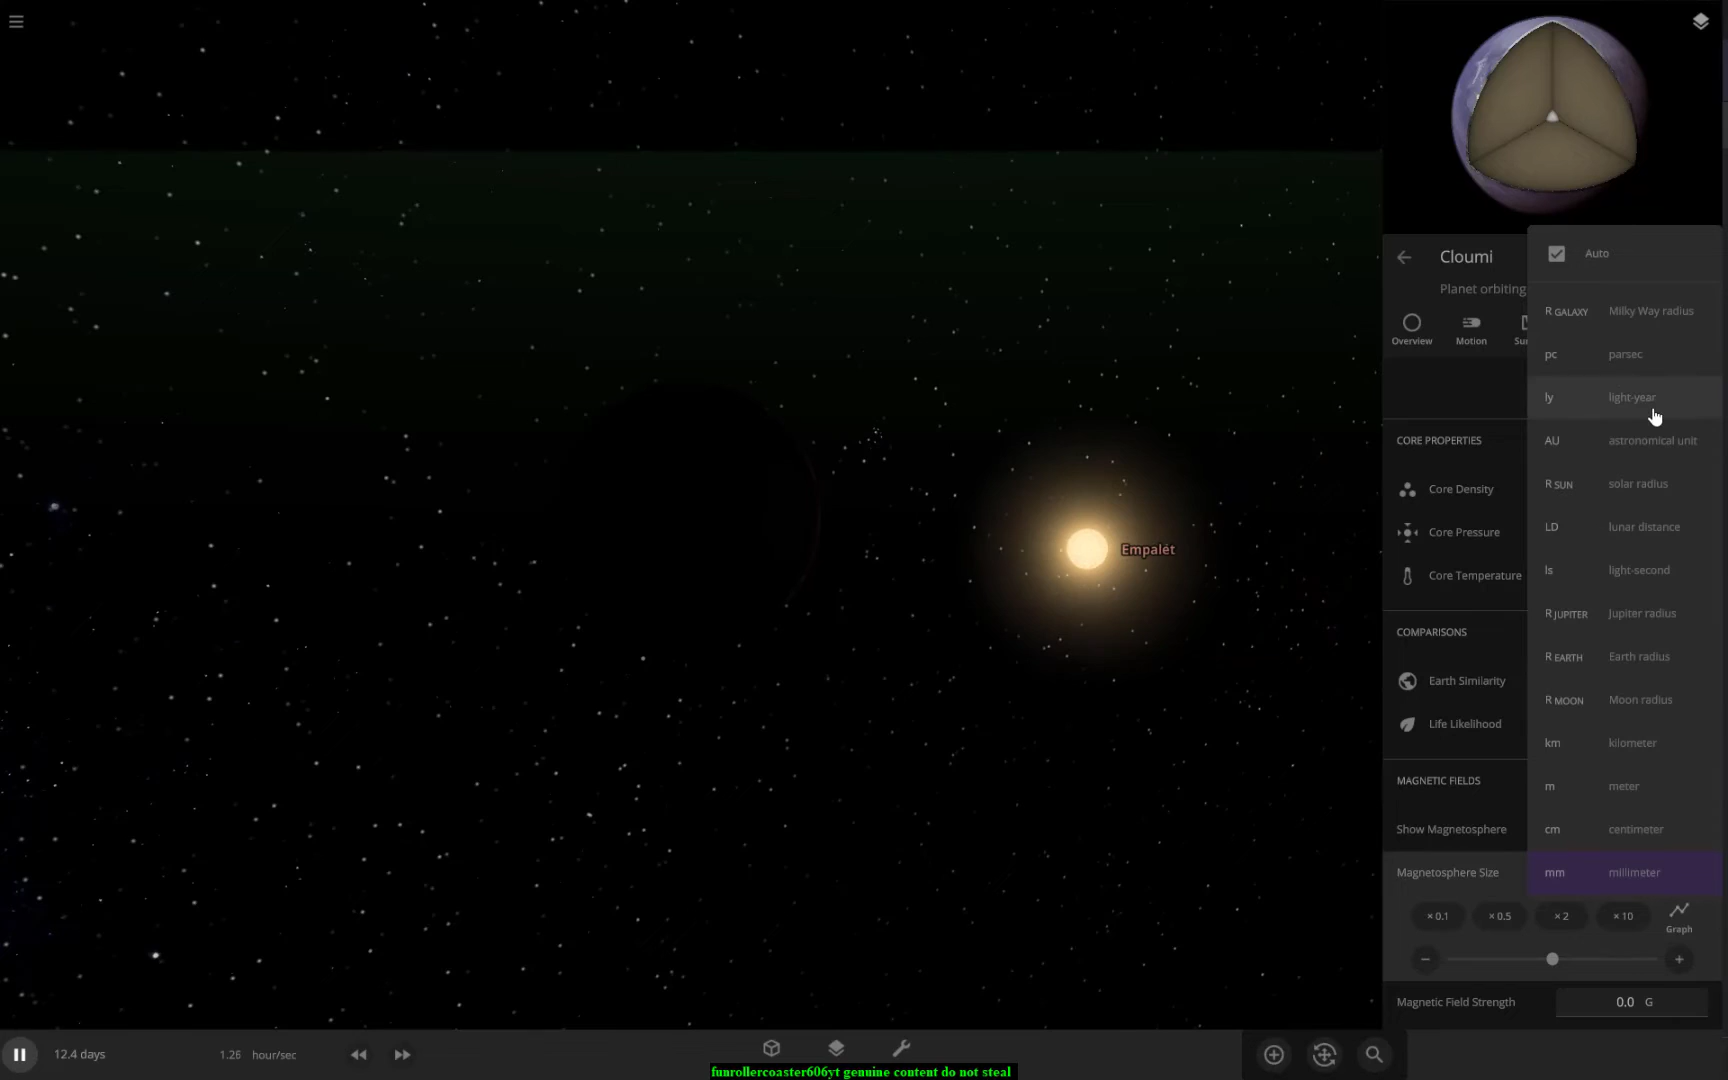 Cloumi
Planet orbiting
Overview
Motion
Sur
CORE PROPERTIES
Core Density
Core Pressure
Core Temperature
COMPARISONS
Earth Similarity
Life Likelihood
MAGNETIC FIELDS
Show Magnetosphere
Magnetosphere Size
Auto
R GALAXY Milky Way radius
pc parsec
ly light-year
AU astronomical unit
R SUN solar radius
LD lunar distance
ls light-second
R JUPITER Jupiter radius
R EARTH Earth radius
R MOON Moon radius
km kilometer
m meter
cm centimeter
mm millimeter
× 0.1 × 0.5 × 2 × 10 Graph
Magnetic Field Strength 0.0 G
Empalét
12.4 days 1.26 hour/sec
funrollercoaster606yt genuine content do not steal